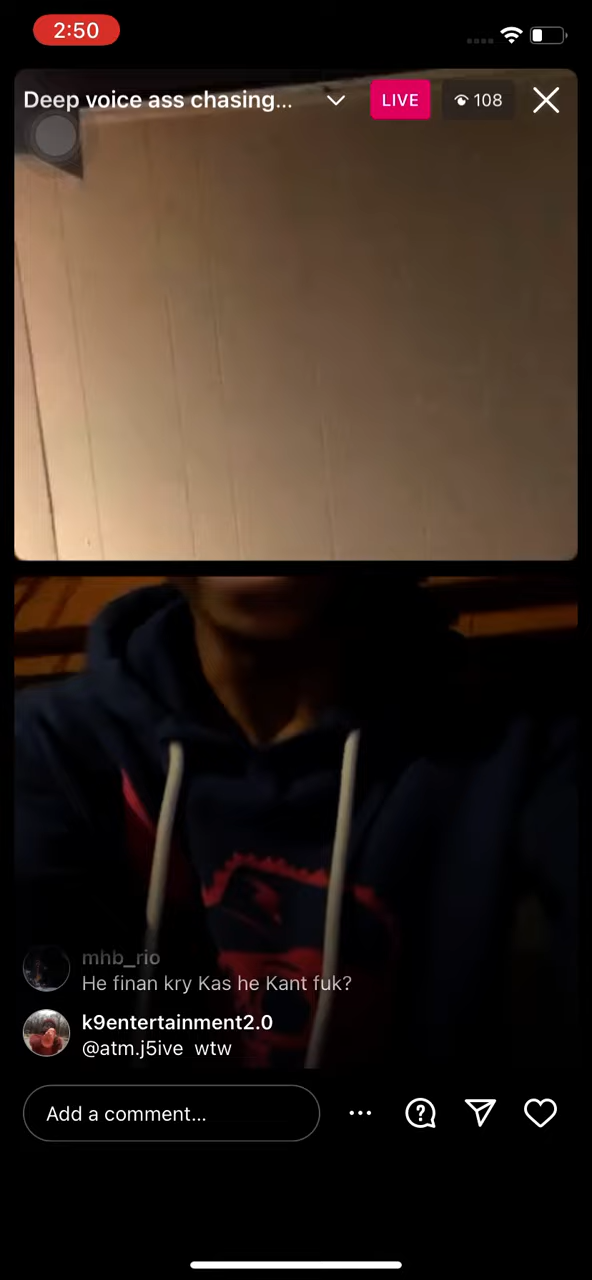 2:50
Deep voice ass chasing...
LIVE
108
mhb_rio
He finan kry Kas he Kant fuk?
k9entertainment2.0
@atm.j5ive wtw
Add a comment...